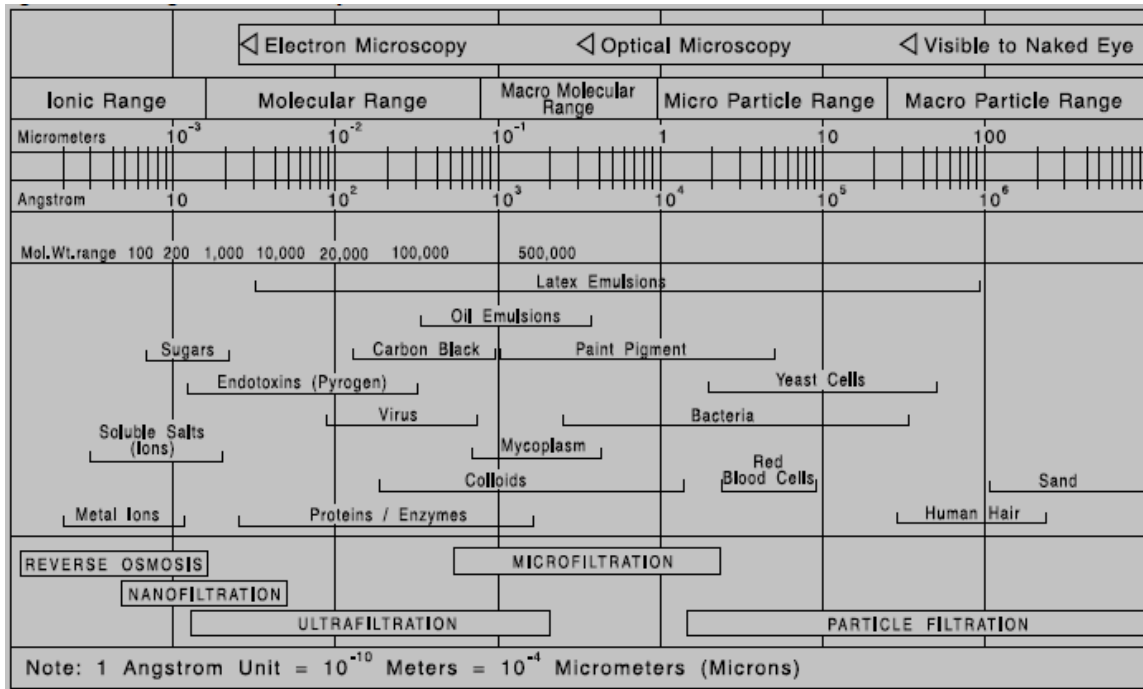 ◁ Electron Microscopy ◁ Optical Microscopy ◁ Visible to Naked Eye
Ionic Range Molecular Range Macro Molecular Range Micro Particle Range Macro Particle Range
Micrometers 10⁻³ 10⁻² 10⁻¹ 1 10 100
Angstrom 10 10² 10³ 10⁴ 10⁵ 10⁶
Mol.Wt.range 100 200 1,000 10,000 20,000 100,000 500,000
Latex Emulsions
Oil Emulsions
Sugars Carbon Black Paint Pigment
Endotoxins (Pyrogen) Yeast Cells
Virus Bacteria
Soluble Salts
(Ions) Mycoplasm
Red
Colloids Blood Cells Sand
Metal Ions Proteins / Enzymes Human Hair
REVERSE OSMOSIS MICROFILTRATION
NANOFILTRATION
ULTRAFILTRATION PARTICLE FILTRATION
Note: 1 Angstrom Unit = 10⁻¹⁰ Meters = 10⁻⁴ Micrometers (Microns)